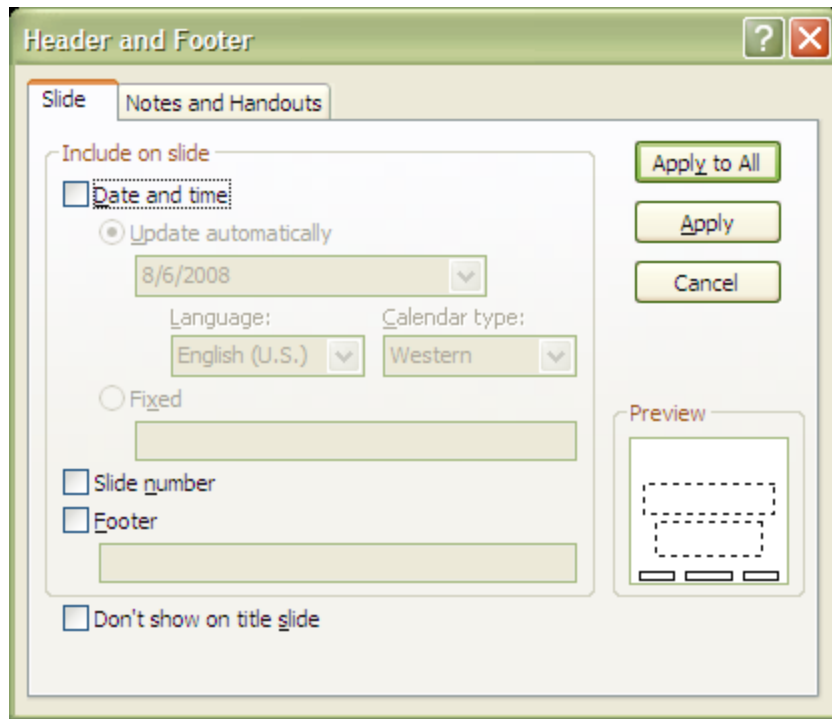 Header and Footer
Slide
Notes and Handouts
Include on slide
Date and time
Update automatically
8/6/2008
Language:
Calendar type:
English (U.S.)
Western
Fixed
Slide number
Footer
Don't show on title slide
Apply to All
Apply
Cancel
Preview